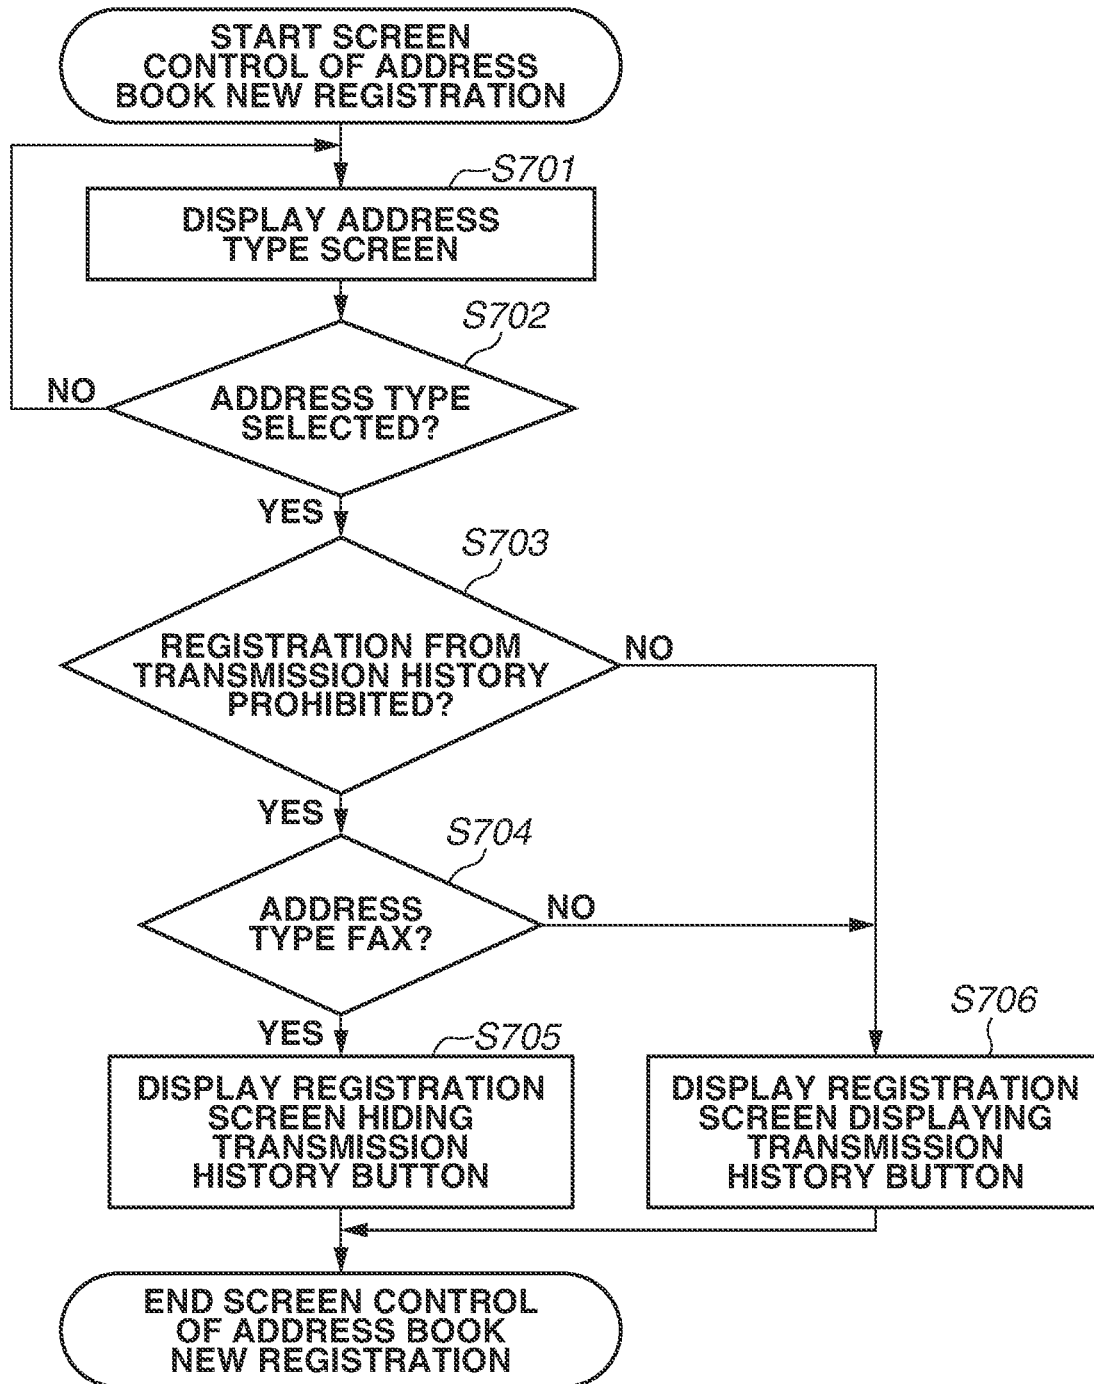 START SCREEN
CONTROL OF ADDRESS
BOOK NEW REGISTRATION
S701
DISPLAY ADDRESS
TYPE SCREEN
S702
NO
ADDRESS TYPE
SELECTED?
YES
S703
REGISTRATION FROM
TRANSMISSION HISTORY
PROHIBITED?
NO
YES
S704
ADDRESS
TYPE FAX?
NO
YES
S705
DISPLAY REGISTRATION
SCREEN HIDING
TRANSMISSION
HISTORY BUTTON
S706
DISPLAY REGISTRATION
SCREEN DISPLAYING
TRANSMISSION
HISTORY BUTTON
END SCREEN CONTROL
OF ADDRESS BOOK
NEW REGISTRATION